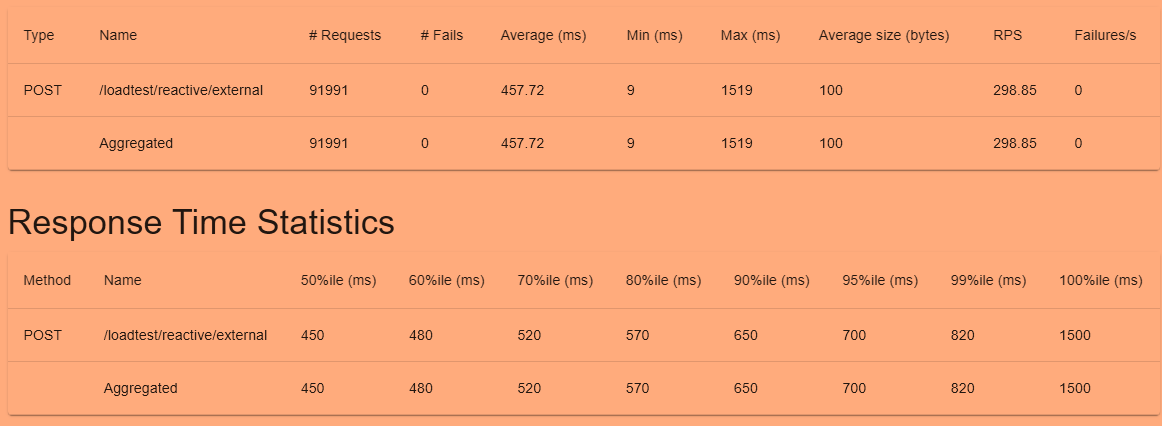 Type Name # Requests # Fails Average (ms) Min (ms) Max (ms) Average size (bytes) RPS Failures/s
POST /loadtest/reactive/external 91991 0 457.72 9 1519 100 298.85 0
Aggregated 91991 0 457.72 9 1519 100 298.85 0
Response Time Statistics
Method Name 50%ile (ms) 60%ile (ms) 70%ile (ms) 80%ile (ms) 90%ile (ms) 95%ile (ms) 99%ile (ms) 100%ile (ms)
POST /loadtest/reactive/external 450 480 520 570 650 700 820 1500
Aggregated 450 480 520 570 650 700 820 1500